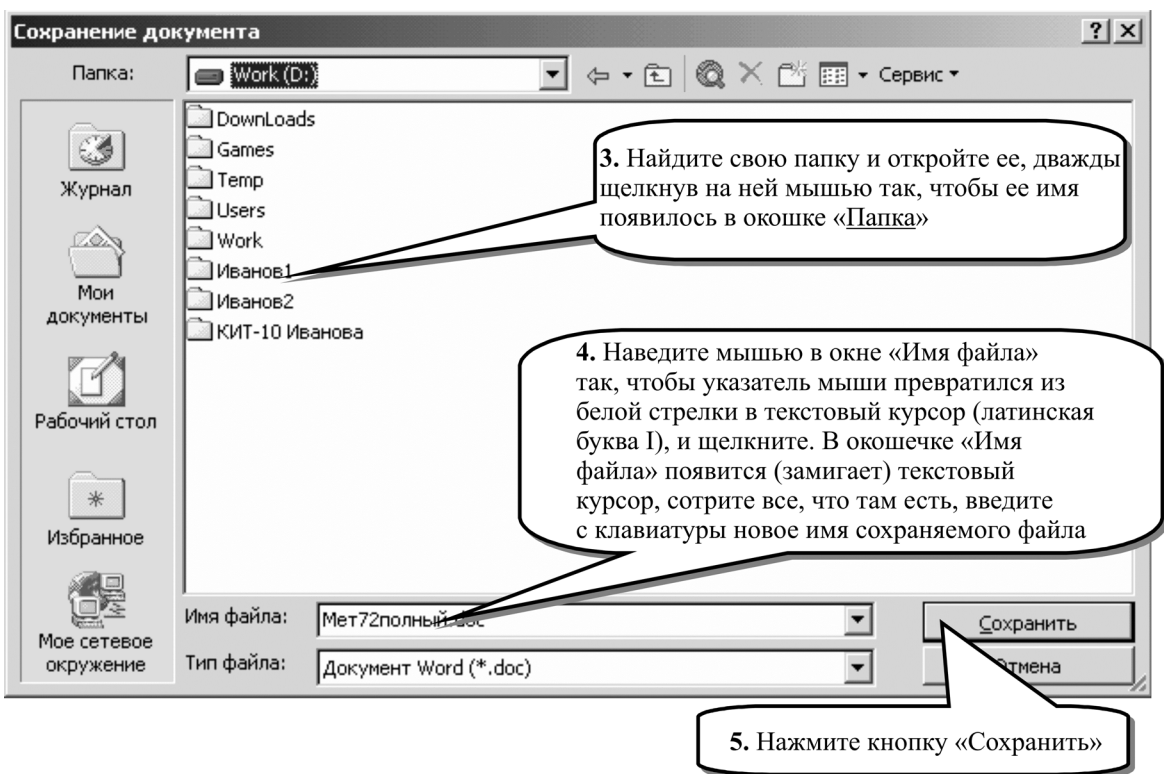 Сохранение документа
Папка:
Work (D:)
Сервис
Журнал
Мои
документы
Рабочий стол
Избранное
Мое сетевое
окружение
DownLoads
Games
Temp
Users
Work
Иванов1
Иванов2
КИТ-10 Иванова
3. Найдите свою папку и откройте ее, дважды
щелкнув на ней мышью так, чтобы ее имя
появилось в окошке «Папка»
4. Наведите мышью в окне «Имя файла»
так, чтобы указатель мыши превратился из
белой стрелки в текстовый курсор (латинская
буква I), и щелкните. В окошечке «Имя
файла» появится (замигает) текстовый
курсор, сотрите все, что там есть, введите
с клавиатуры новое имя сохраняемого файла
Имя файла:
Мет72полный.doc
Сохранить
Тип файла:
Документ Word (*.doc)
Отмена
5. Нажмите кнопку «Сохранить»